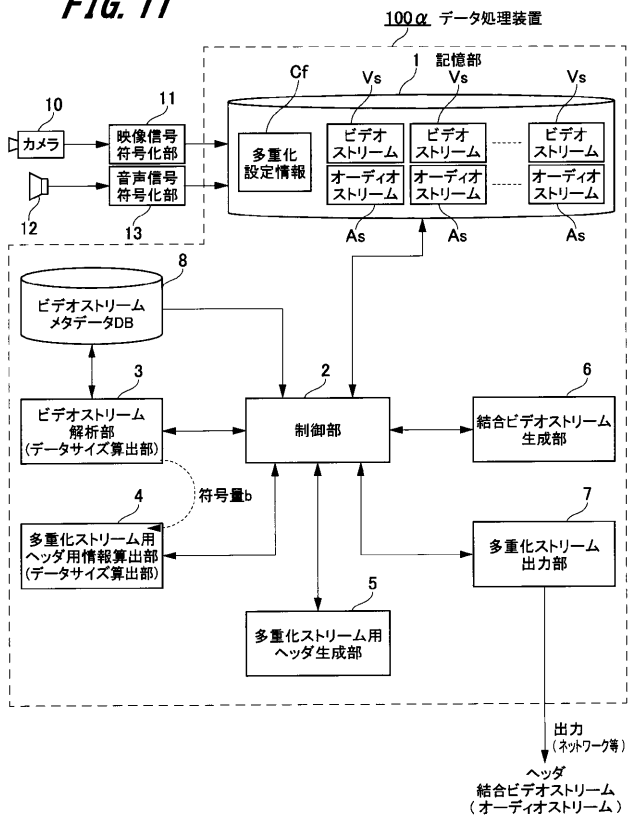 FIG. 11
100α データ処理装置
1 記憶部
Cf
Vs
Vs
Vs
10
カメラ
11
映像信号
符号化部
多重化
設定情報
ビデオ
ストリーム
ビデオ
ストリーム
ビデオ
ストリーム
12
音声信号
符号化部
13
オーディオ
ストリーム
オーディオ
ストリーム
オーディオ
ストリーム
As
As
As
8
ビデオストリーム
メタデータDB
3
ビデオストリーム
解析部
(データサイズ算出部)
2
制御部
6
結合ビデオストリーム
生成部
符号量b
4
多重化ストリーム用
ヘッダ用情報算出部
(データサイズ算出部)
7
多重化ストリーム
出力部
5
多重化ストリーム用
ヘッダ生成部
出力
(ネットワーク等)
ヘッダ
結合ビデオストリーム
(オーディオストリーム)